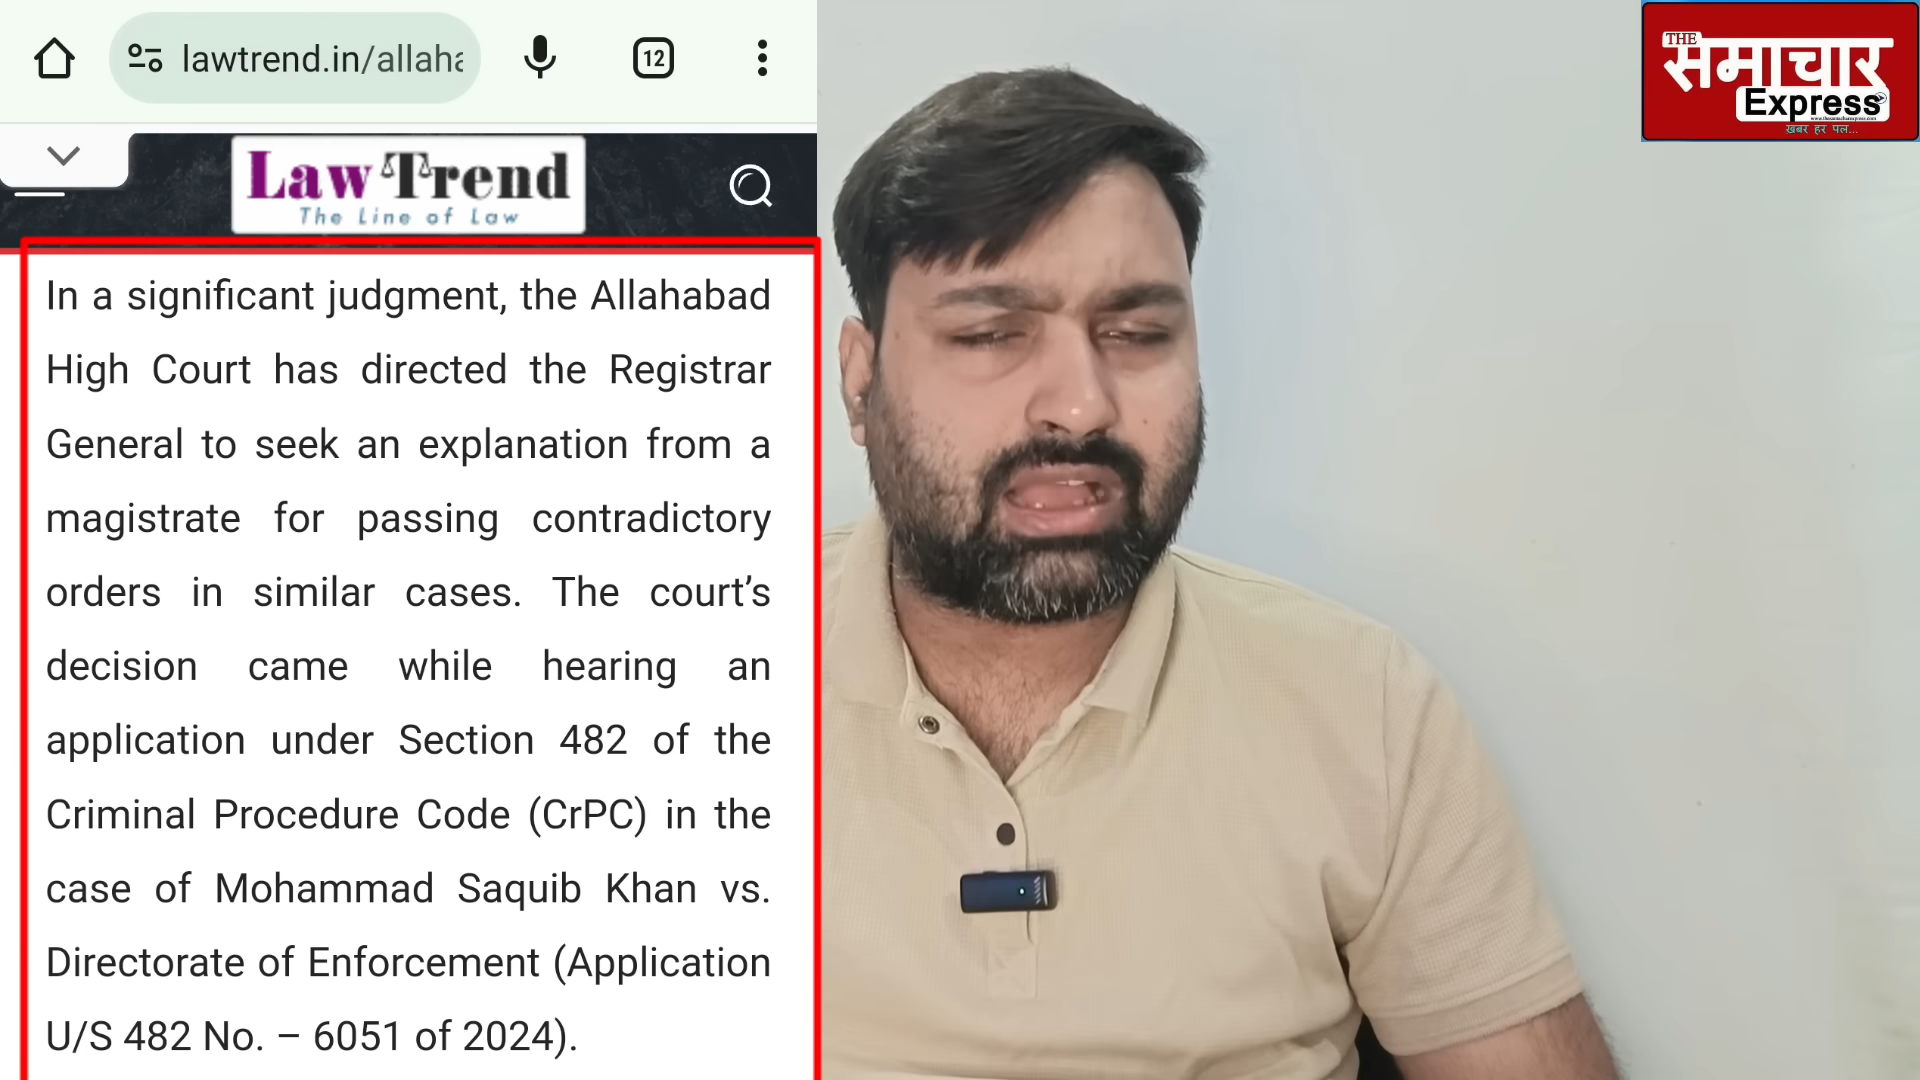 lawtrend.in/allaha
12
Law Trend
The Line of Law
In a significant judgment, the Allahabad
High Court has directed the Registrar
General to seek an explanation from a
magistrate for passing contradictory
orders in similar cases. The court’s
decision came while hearing an
application under Section 482 of the
Criminal Procedure Code (CrPC) in the
case of Mohammad Saquib Khan vs.
Directorate of Enforcement (Application
U/S 482 No. – 6051 of 2024).
THE
समाचार
Express
www.thesamacharexpress.com
खबर हर पल...